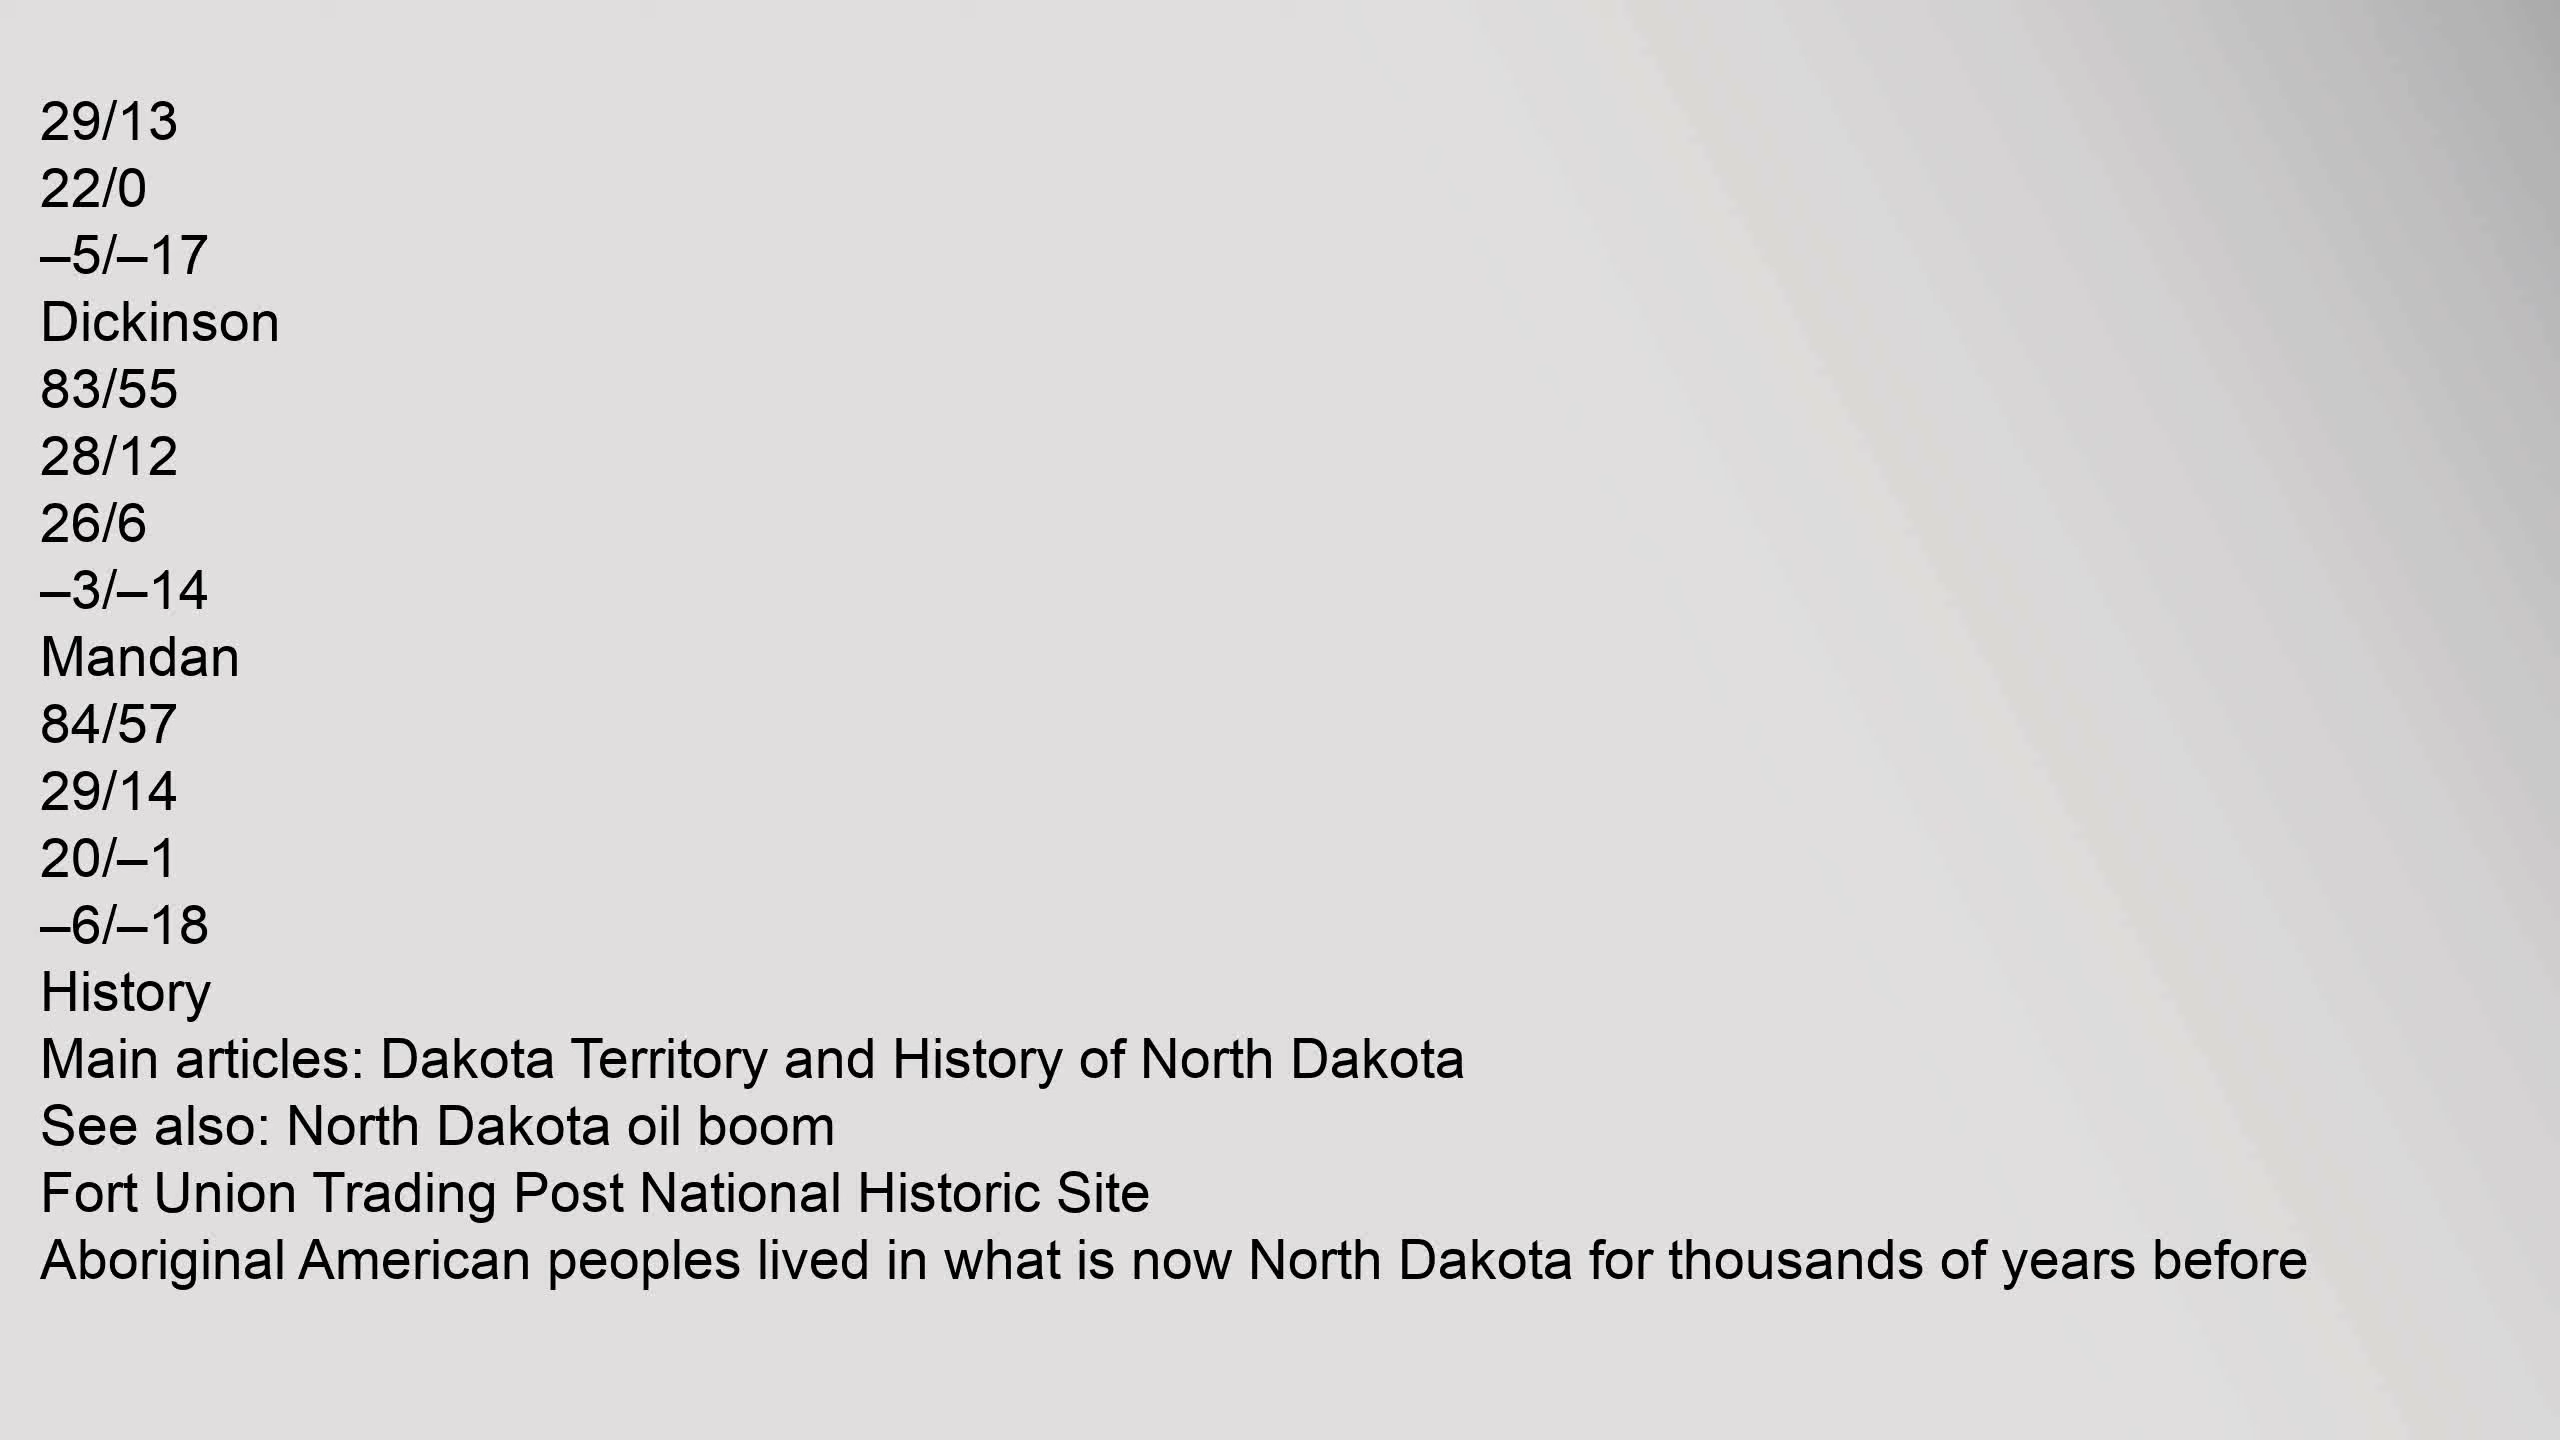 29/13
22/0
–5/–17
Dickinson
83/55
28/12
26/6
–3/–14
Mandan
84/57
29/14
20/–1
–6/–18
History
Main articles: Dakota Territory and History of North Dakota
See also: North Dakota oil boom
Fort Union Trading Post National Historic Site
Aboriginal American peoples lived in what is now North Dakota for thousands of years before